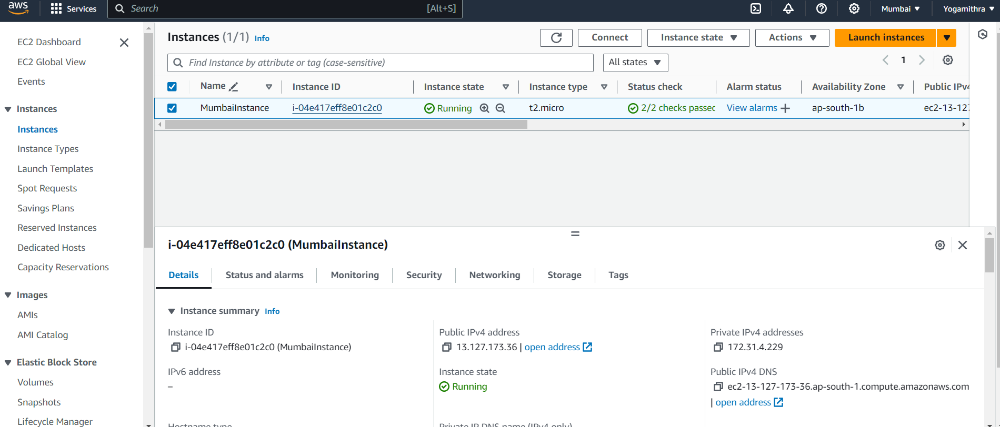 aws
Services
Search
[Alt+S]
Mumbai
Yogamithra
EC2 Dashboard
EC2 Global View
Events
Instances
Instances
Instance Types
Launch Templates
Spot Requests
Savings Plans
Reserved Instances
Dedicated Hosts
Capacity Reservations
Images
AMIs
AMI Catalog
Elastic Block Store
Volumes
Snapshots
Lifecycle Manager
Instances (1/1) Info
Connect
Instance state
Actions
Launch instances
Find Instance by attribute or tag (case-sensitive)
All states
1
Name Instance ID Instance state Instance type Status check Alarm status Availability Zone Public IPv4
MumbaiInstance i-04e417eff8e01c2c0 Running t2.micro 2/2 checks passec View alarms + ap-south-1b ec2-13-127
i-04e417eff8e01c2c0 (MumbaiInstance)
Details Status and alarms Monitoring Security Networking Storage Tags
Instance summary Info
Instance ID
i-04e417eff8e01c2c0 (MumbaiInstance)
Public IPv4 address
13.127.173.36 | open address
Private IPv4 addresses
172.31.4.229
IPv6 address
–
Instance state
Running
Public IPv4 DNS
ec2-13-127-173-36.ap-south-1.compute.amazonaws.com
| open address
Hostname type
Private IP DNS name (IPv4 only)